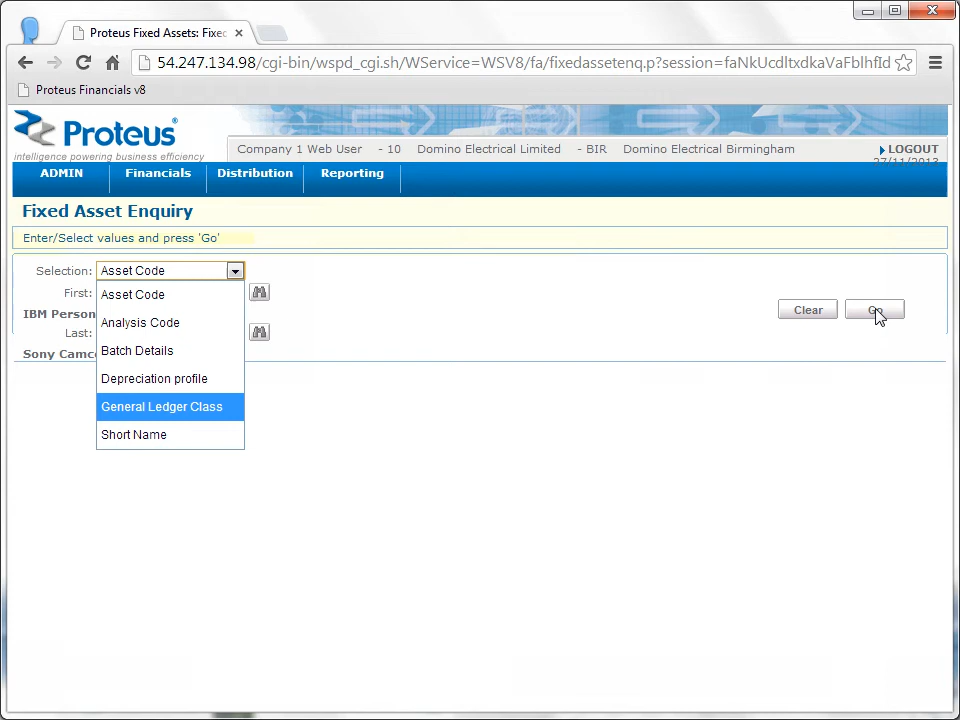 Proteus Fixed Assets: Fixed
54.247.134.98/cgi-bin/wspd_cgi.sh/WService=WSV8/fa/fixedassetenq.p?session=faNkUcdltxdkaVaFblhfId
Proteus Financials v8
Proteus®
intelligence powering business efficiency
Company 1 Web User - 10 Domino Electrical Limited - BIR Domino Electrical Birmingham
LOGOUT
27/11/2013
ADMIN Financials Distribution Reporting
Fixed Asset Enquiry
Enter/Select values and press 'Go'
Selection: Asset Code
First: Asset Code
IBM Person
Analysis Code
Last:
Batch Details
Sony Camc
Depreciation profile
General Ledger Class
Short Name
Clear Go